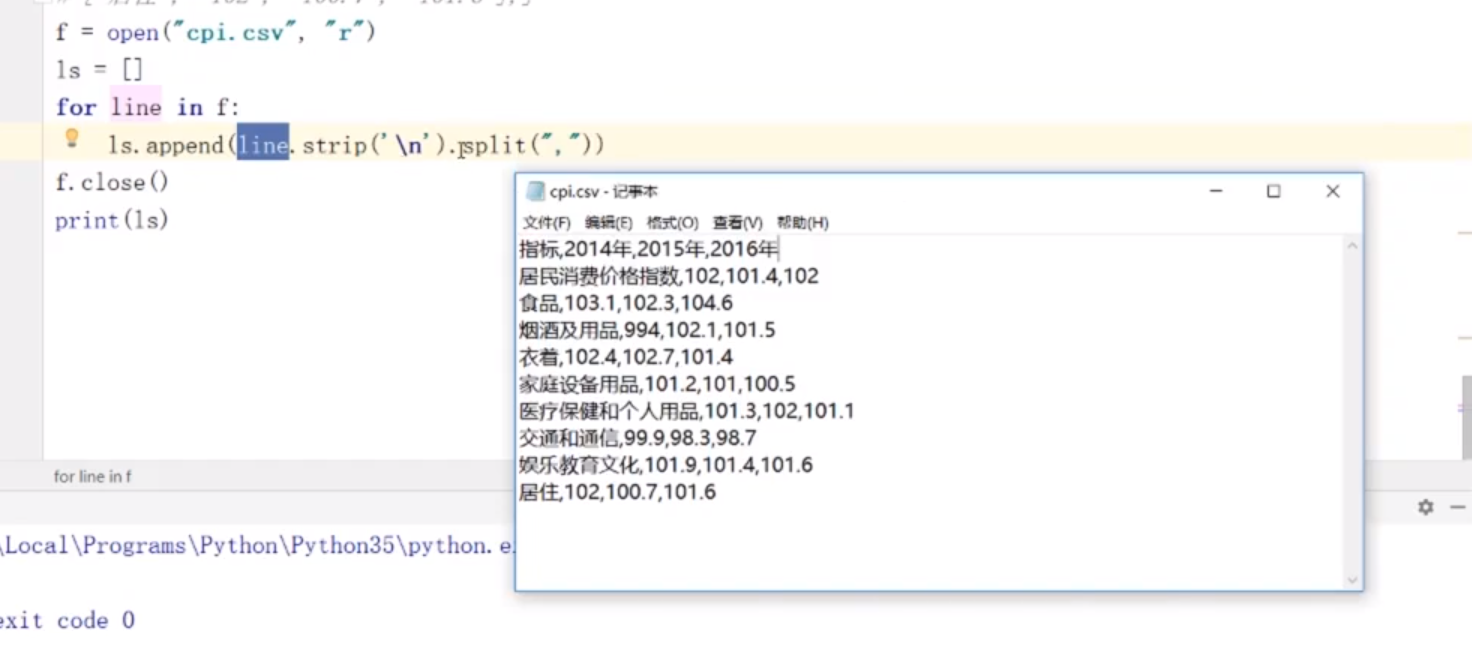 f = open("cpi.csv", "r")
ls = []
for line in f:
ls.append(line.strip('\n').split(","))
f.close()
print(ls)
cpi.csv - 记事本
文件(F) 编辑(E) 格式(O) 查看(V) 帮助(H)
指标,2014年,2015年,2016年
居民消费价格指数,102,101.4,102
食品,103.1,102.3,104.6
烟酒及用品,994,102.1,101.5
衣着,102.4,102.7,101.4
家庭设备用品,101.2,101,100.5
医疗保健和个人用品,101.3,102,101.1
交通和通信,99.9,98.3,98.7
娱乐教育文化,101.9,101.4,101.6
居住,102,100.7,101.6
for line in f
\Local\Programs\Python\Python35\python.e
exit code 0